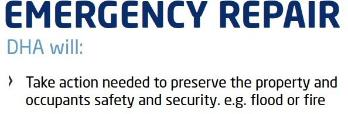 EMERGENCY REPAIR
DHA will:
› Take action needed to preserve the property and
occupants safety and security. e.g. flood or fire